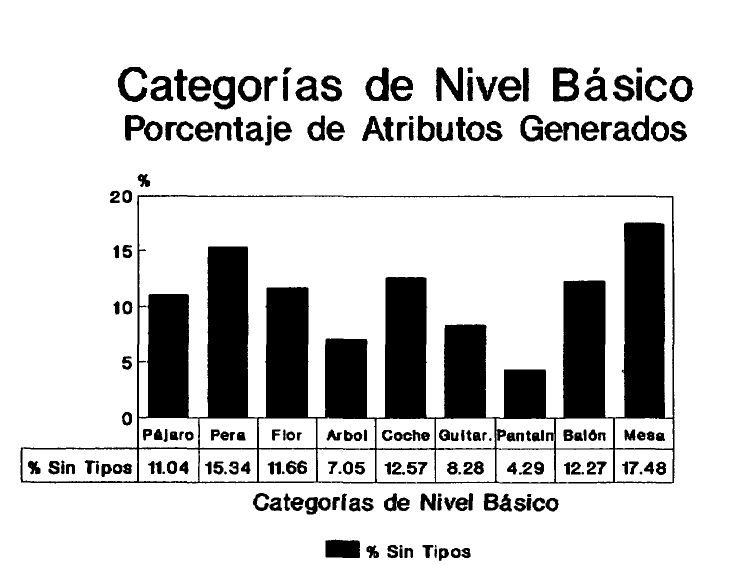 Categorías de Nivel Básico
Porcentaje de Atributos Generados
%
20
15
10
5
0
Pájaro Pera Flor Arbol Coche Guitar. Pantaln Balón Mesa
% Sin Tipos 11.04 15.34 11.66 7.05 12.57 8.28 4.29 12.27 17.48
Categorías de Nivel Básico
% Sin Tipos